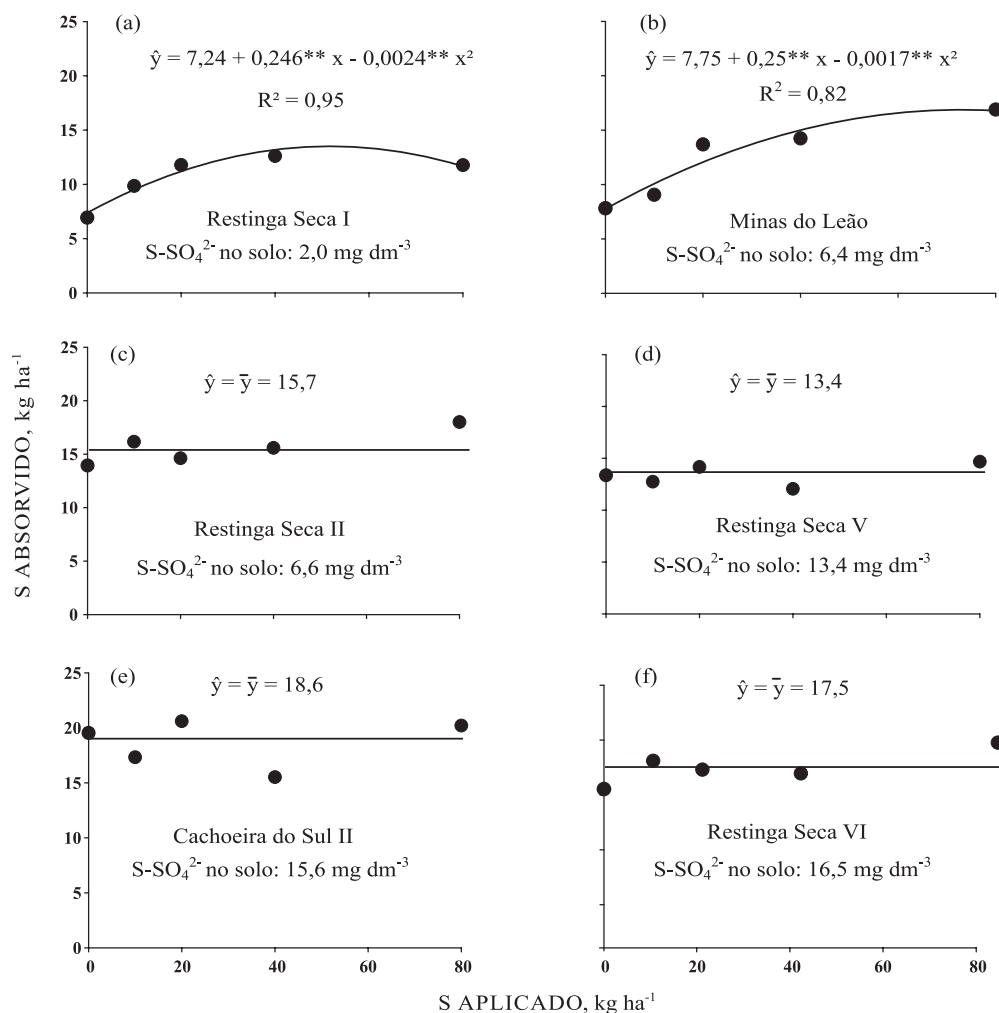 (a)
ŷ = 7,24 + 0,246** x - 0,0024** x²
R² = 0,95
Restinga Seca I
S-SO₄²⁻ no solo: 2,0 mg dm⁻³
25
20
15
10
5
0
(b)
ŷ = 7,75 + 0,25** x - 0,0017** x²
R² = 0,82
Minas do Leão
S-SO₄²⁻ no solo: 6,4 mg dm⁻³
S ABSORVIDO, kg ha⁻¹
(c)
ŷ = ȳ = 15,7
Restinga Seca II
S-SO₄²⁻ no solo: 6,6 mg dm⁻³
25
20
15
10
5
0
(d)
ŷ = ȳ = 13,4
Restinga Seca V
S-SO₄²⁻ no solo: 13,4 mg dm⁻³
(e)
ŷ = ȳ = 18,6
Cachoeira do Sul II
S-SO₄²⁻ no solo: 15,6 mg dm⁻³
25
20
15
10
5
0
0 20 40 60 80
(f)
ŷ = ȳ = 17,5
Restinga Seca VI
S-SO₄²⁻ no solo: 16,5 mg dm⁻³
0 20 40 60 80
S APLICADO, kg ha⁻¹